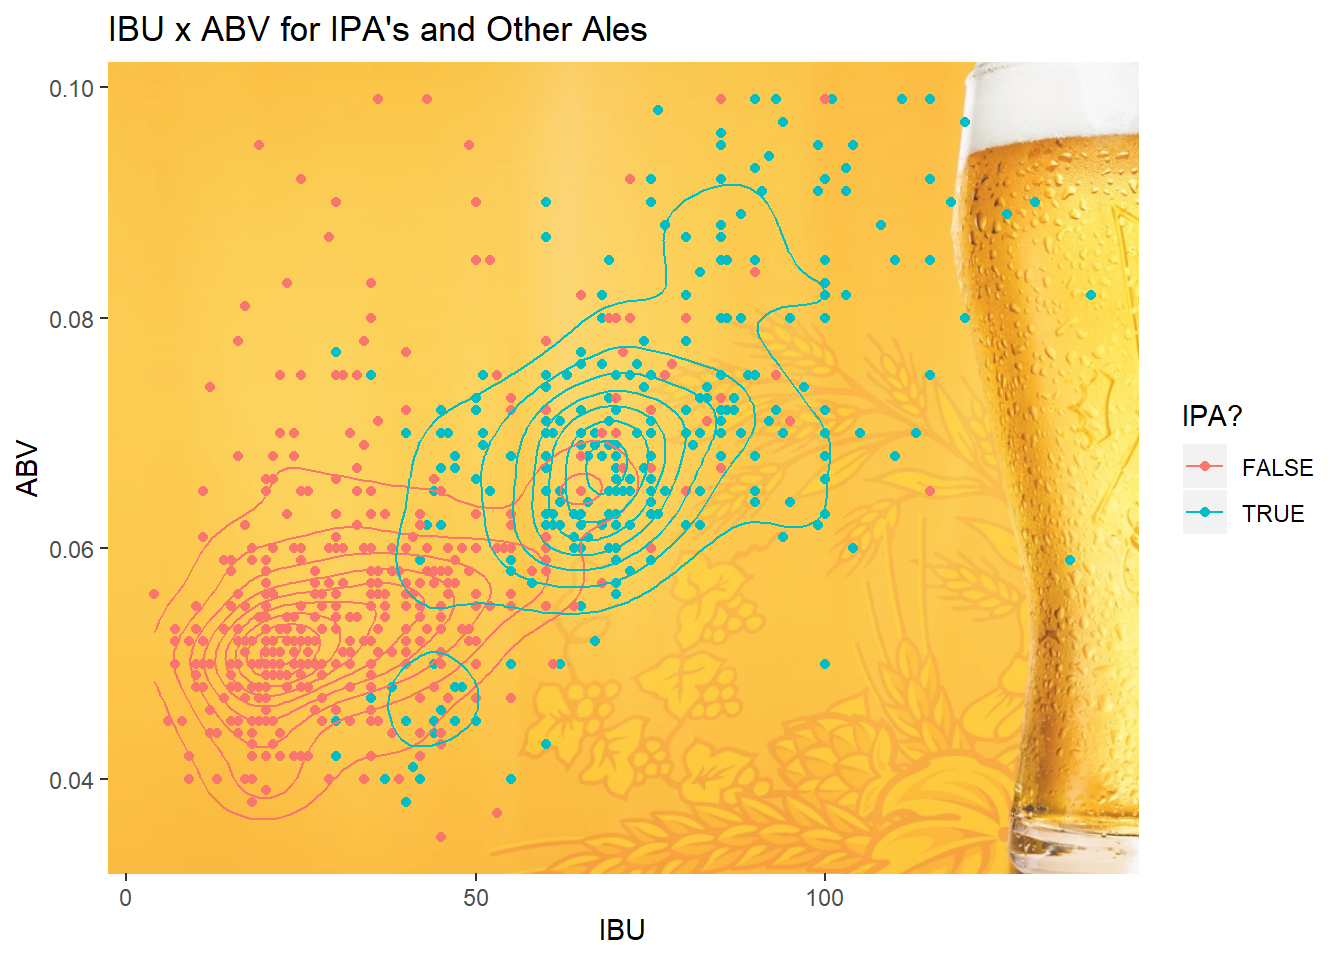 IBU x ABV for IPA's and Other Ales
ABV
0.10
0.08
0.06
0.04
0
50
100
IBU
IPA?
FALSE
TRUE